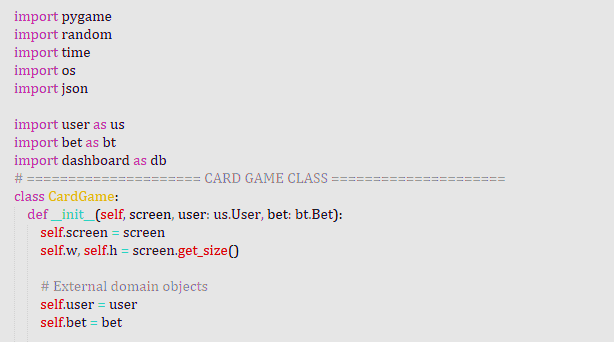 import pygame
import random
import time
import os
import json
import user as us
import bet as bt
import dashboard as db
# ===================== CARD GAME CLASS =====================
class CardGame:
def __init__(self, screen, user: us.User, bet: bt.Bet):
self.screen = screen
self.w, self.h = screen.get_size()
# External domain objects
self.user = user
self.bet = bet